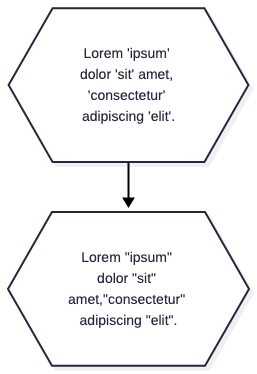 Lorem 'ipsum'
dolor 'sit' amet,
'consectetur'
adipiscing 'elit'.
Lorem "ipsum"
dolor "sit"
amet,"consectetur"
adipiscing "elit".